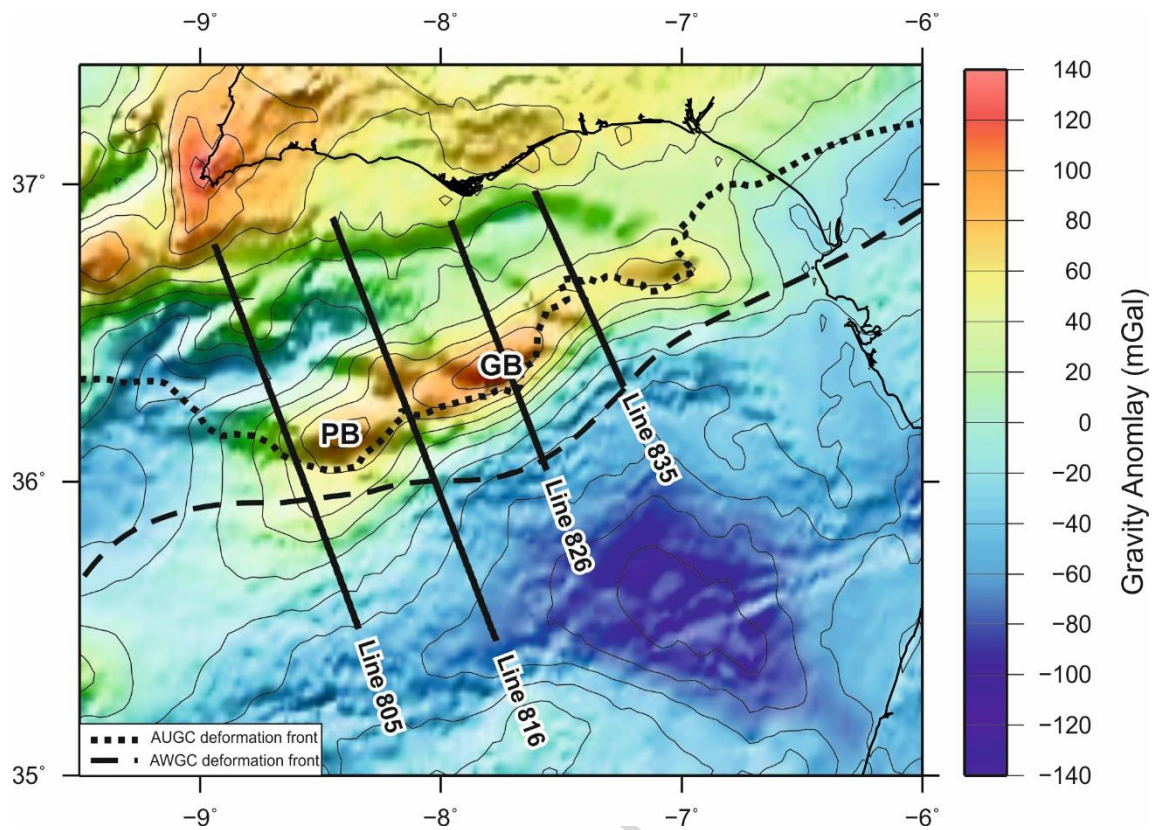 −9° −8° −7° −6°
37°
36°
35°
−9° −8° −7° −6°
GB
PB
Line 835
Line 826
Line 805
Line 816
AUGC deformation front
AWGC deformation front
140
120
100
80
60
40
20
0
−20
−40
−60
−80
−100
−120
−140
Gravity Anomlay (mGal)